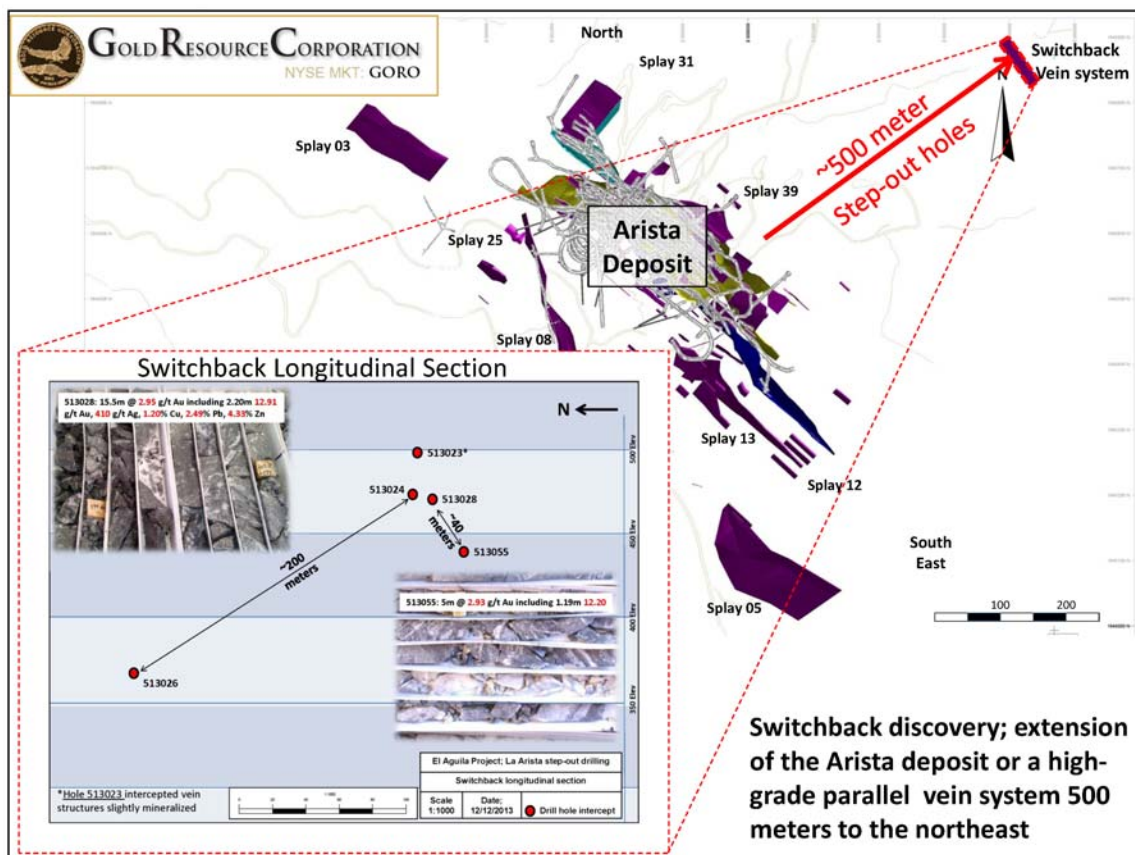 GOLD RESOURCE CORPORATION
NYSE MKT: GORO
North
Splay 31
Switchback
Vein system
N
Splay 03
~500 meter
Step-out holes
Splay 39
Splay 25
Arista
Deposit
Splay 08
Splay 13
Splay 12
South
East
Splay 05
100 200
Switchback Longitudinal Section
513028: 15.5m @ 2.95 g/t Au including 2.20m 12.91
g/t Au, 410 g/t Ag, 1.20% Cu, 2.49% Pb, 4.33% Zn
N
500 Elev
513023*
513024
513028
~40
meters
450 Elev
513055
~200
meters
513055: 5m @ 2.93 g/t Au including 1.19m 12.20
400 Elev
513026
350 Elev
*Hole 513023 intercepted vein
structures slightly mineralized
El Aguila Project; La Arista step-out drilling
Switchback longitudinal section
Scale
1:1000
Date;
12/12/2013
Drill hole intercept
Switchback discovery; extension
of the Arista deposit or a high-
grade parallel vein system 500
meters to the northeast